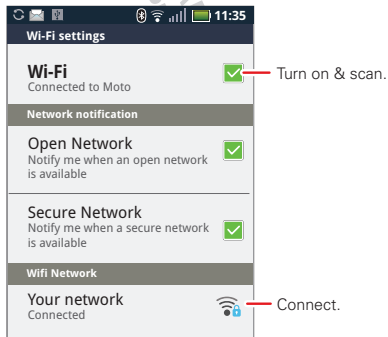 11:35
Wi-Fi settings
Wi-Fi
Connected to Moto
Turn on & scan.
Network notification
Open Network
Notify me when an open network
is available
Secure Network
Notify me when a secure network
is available
Wifi Network
Your network
Connected
Connect.